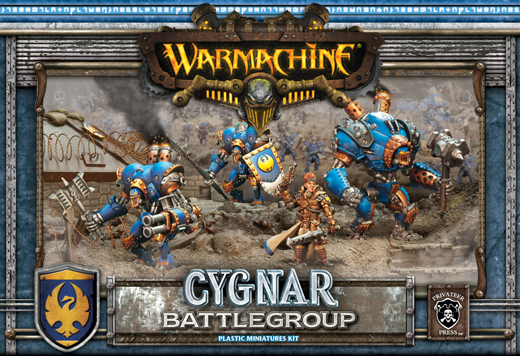 WARMACHINE
CYGNAR
BATTLEGROUP
PLASTIC MINIATURES KIT
PRIVATEER
PRESS